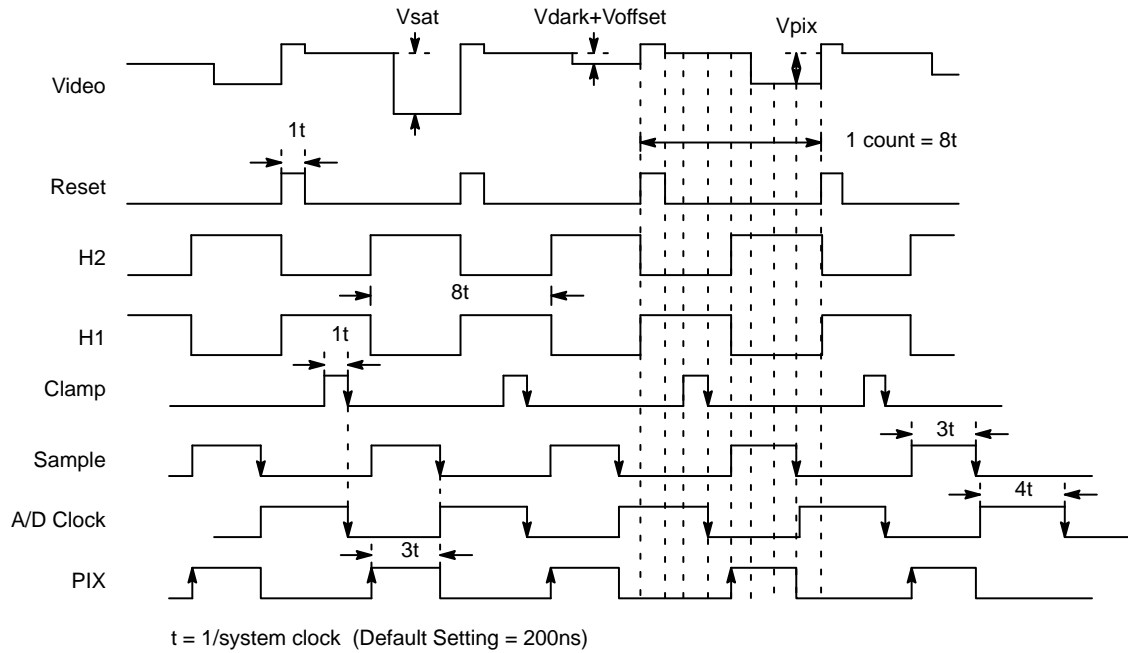 Vsat
Vdark+Voffset
Vpix
Video
1t
1 count = 8t
Reset
H2
8t
H1
1t
Clamp
3t
Sample
4t
A/D Clock
3t
PIX
t = 1/system clock (Default Setting = 200ns)